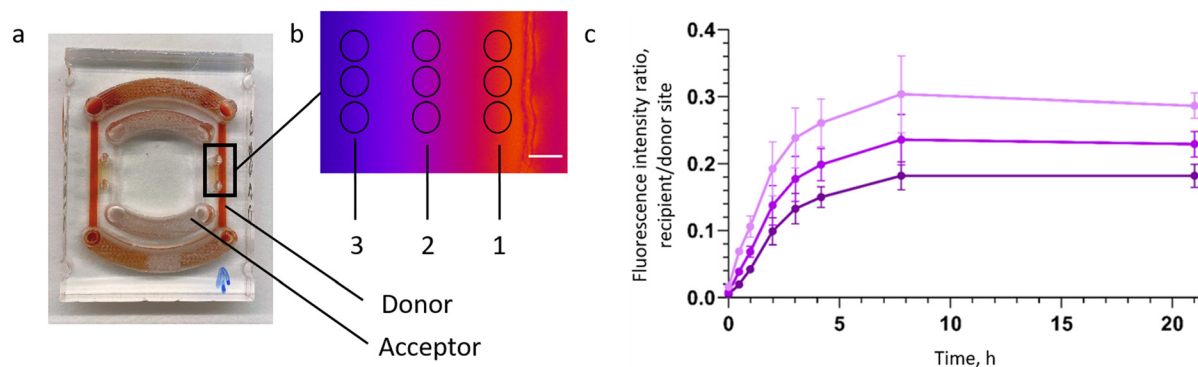 a
b
c
3
2
1
Donor
Acceptor
Fluorescence intensity ratio,
recipient/donor site
0.4
0.3
0.2
0.1
0.0
0
5
10
15
20
Time, h